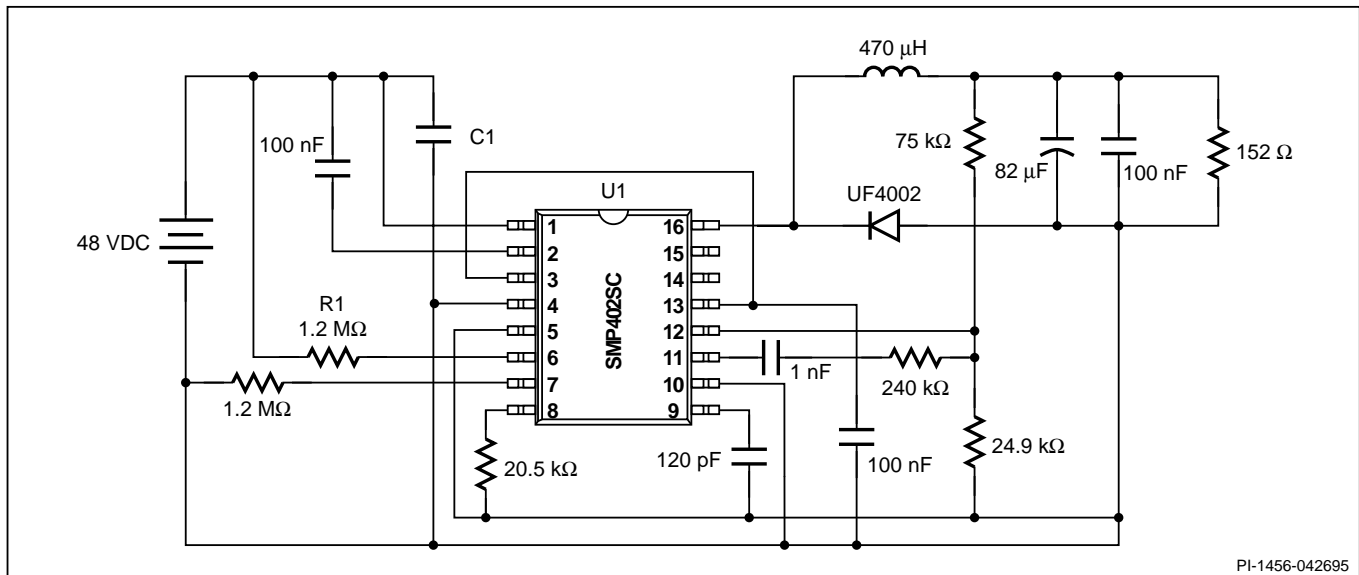 470 µH
C1
100 nF
75 kΩ
82 µF
100 nF
152 Ω
U1
UF4002
48 VDC
1
2
3
4
5
6
7
8
SMP402SC
16
15
14
13
12
11
10
9
R1
1.2 MΩ
1.2 MΩ
1 nF
240 kΩ
20.5 kΩ
120 pF
100 nF
24.9 kΩ
PI-1456-042695